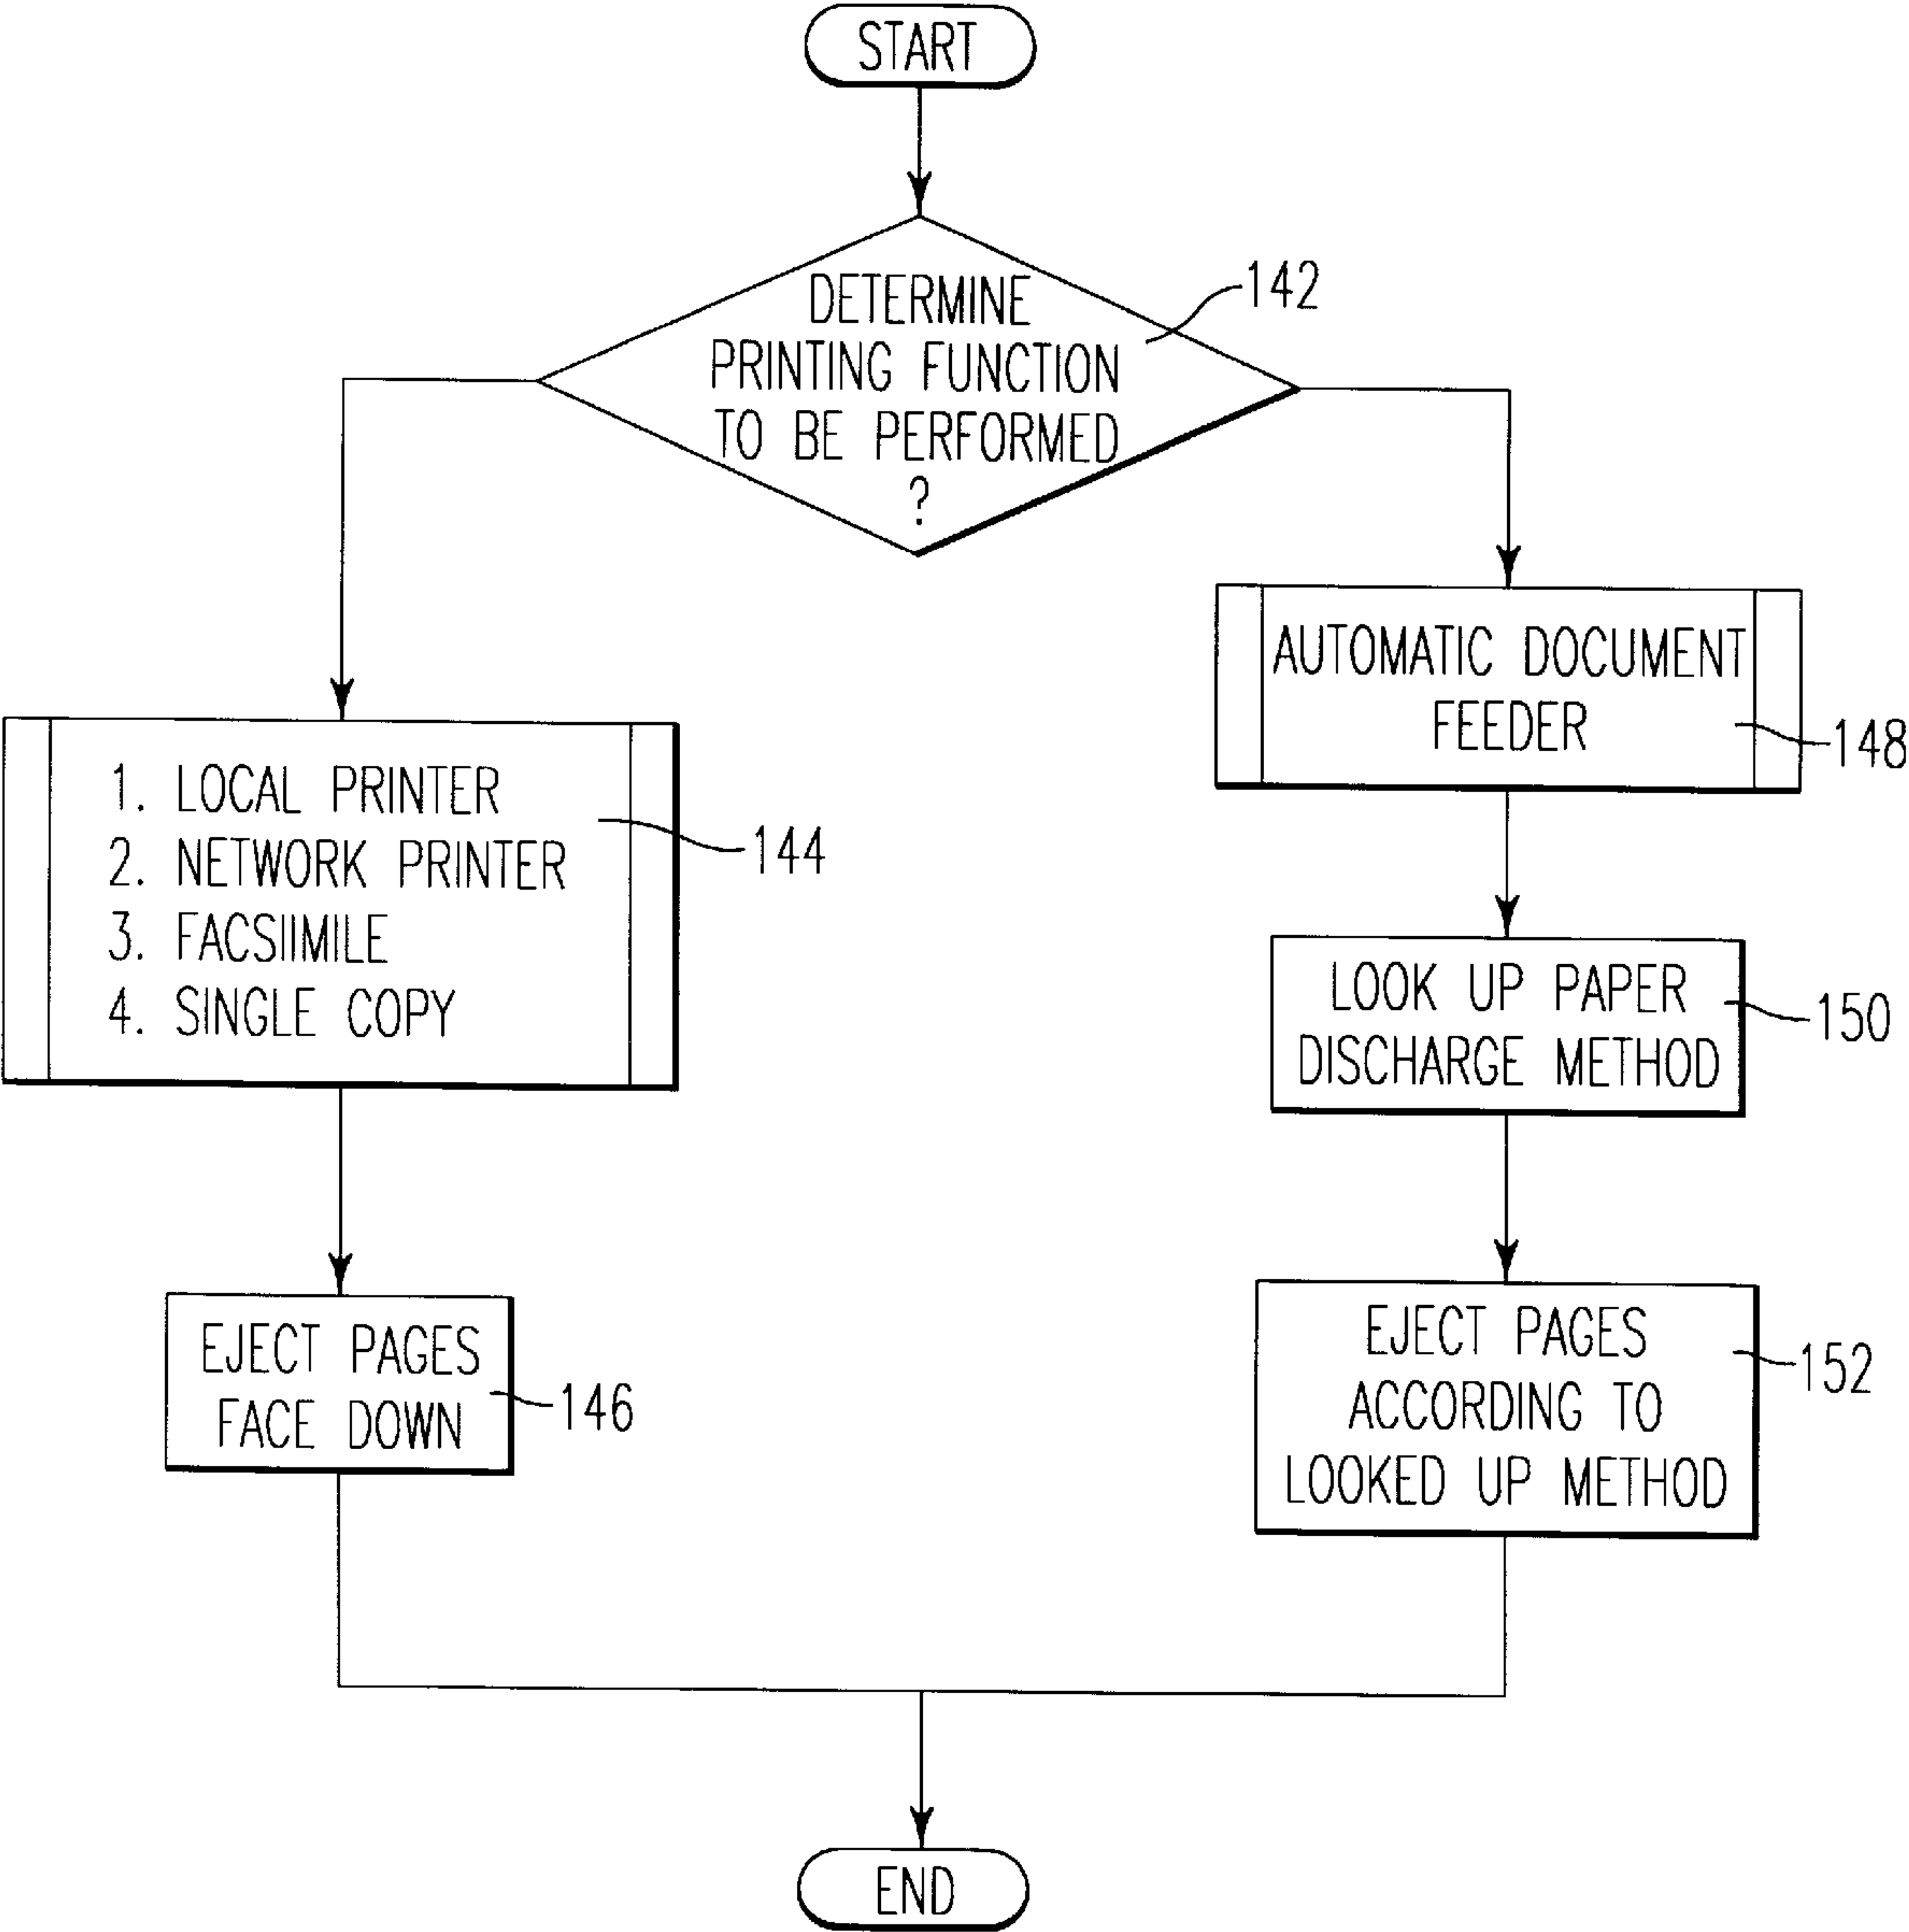 START
DETERMINE
PRINTING FUNCTION
TO BE PERFORMED
?
142
1. LOCAL PRINTER
2. NETWORK PRINTER
3. FACSIIMILE
4. SINGLE COPY
144
EJECT PAGES
FACE DOWN
146
AUTOMATIC DOCUMENT
FEEDER
148
LOOK UP PAPER
DISCHARGE METHOD
150
EJECT PAGES
ACCORDING TO
LOOKED UP METHOD
152
END